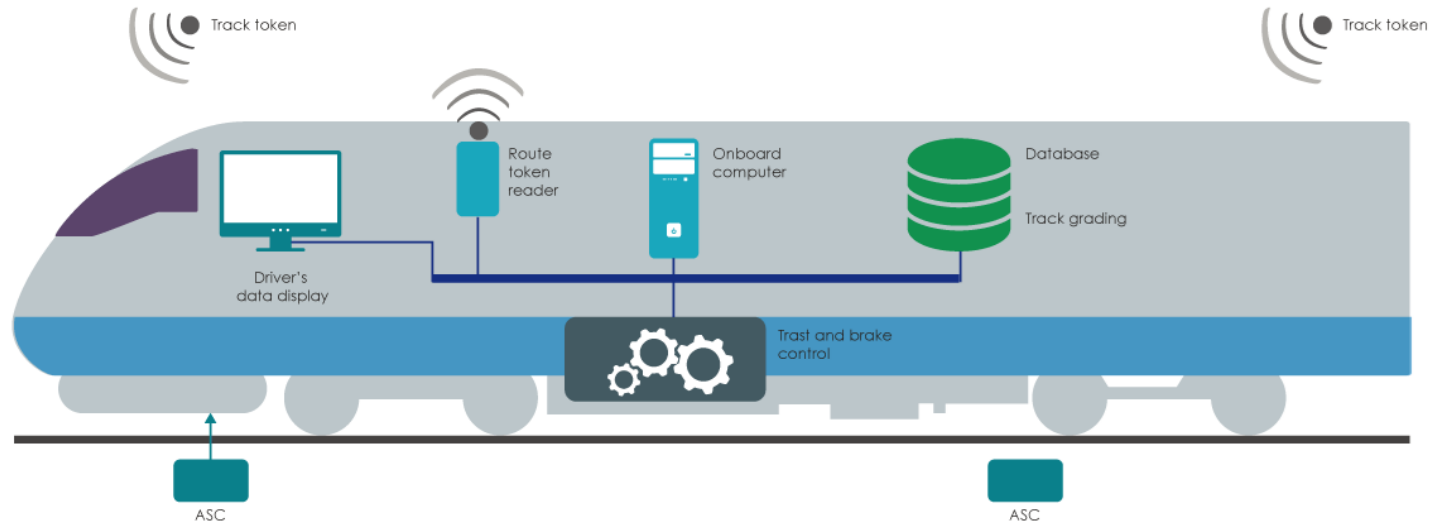 Track token
Track token
Route
token
reader
Onboard
computer
Database
Track grading
Driver's
data display
Trast and brake
control
ASC
ASC